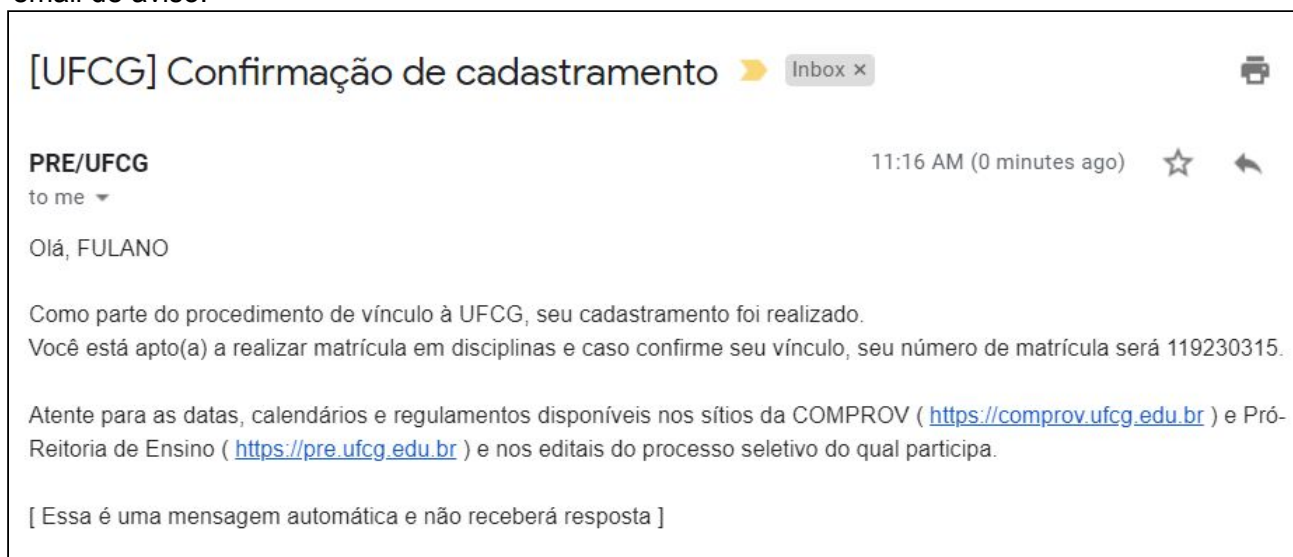 email de aviso:
[UFCG] Confirmação de cadastramento Inbox ×
PRE/UFCG 11:16 AM (0 minutes ago)
to me
Olá, FULANO
Como parte do procedimento de vínculo à UFCG, seu cadastramento foi realizado.
Você está apto(a) a realizar matrícula em disciplinas e caso confirme seu vínculo, seu número de matrícula será 119230315.
Atente para as datas, calendários e regulamentos disponíveis nos sítios da COMPROV ( https://comprov.ufcg.edu.br ) e Pró-
Reitoria de Ensino ( https://pre.ufcg.edu.br ) e nos editais do processo seletivo do qual participa.
[ Essa é uma mensagem automática e não receberá resposta ]